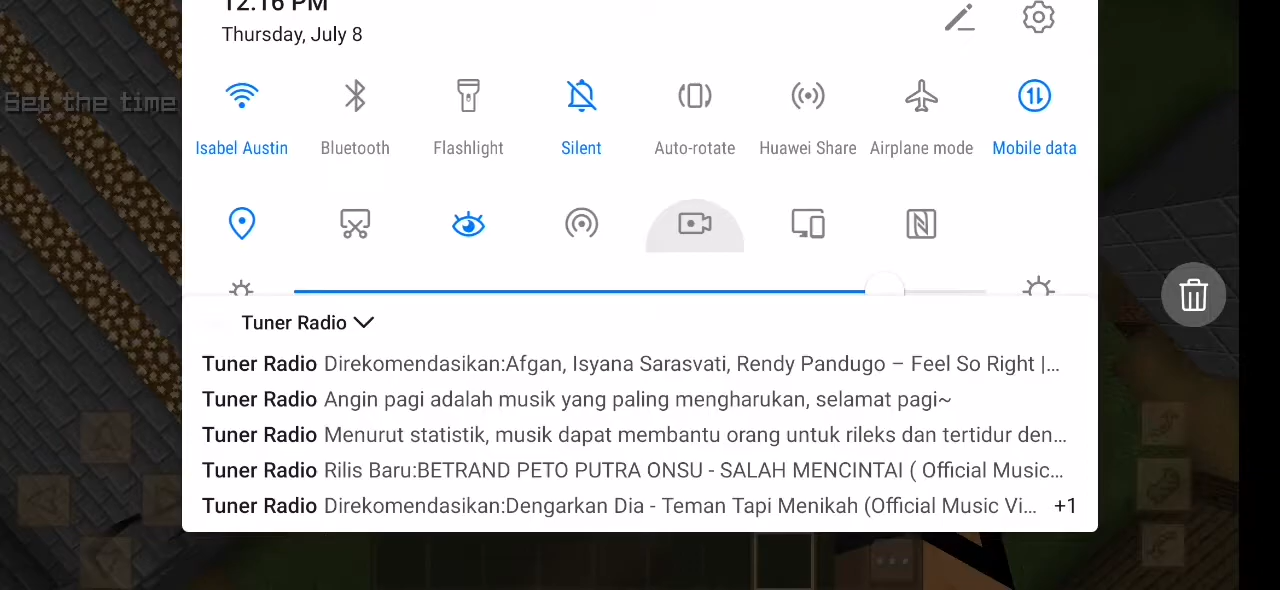 12:16 PM
Thursday, July 8
Set the time
Isabel Austin
Bluetooth
Flashlight
Silent
Auto-rotate
Huawei Share
Airplane mode
Mobile data
Tuner Radio
Tuner Radio Direkomendasikan:Afgan, Isyana Sarasvati, Rendy Pandugo – Feel So Right |...
Tuner Radio Angin pagi adalah musik yang paling mengharukan, selamat pagi~
Tuner Radio Menurut statistik, musik dapat membantu orang untuk rileks dan tertidur den...
Tuner Radio Rilis Baru:BETRAND PETO PUTRA ONSU - SALAH MENCINTAI ( Official Music...
Tuner Radio Direkomendasikan:Dengarkan Dia - Teman Tapi Menikah (Official Music Vi... +1